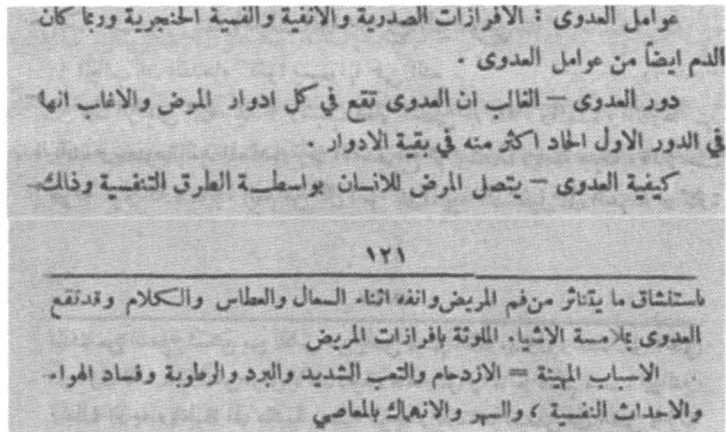 عوامل العدوى : الافرازات الصدرية والانفية والفمية الحنجرية وربما كان
الدم ايضاً من عوامل العدوى .
دور العدوى — الغالب ان العدوى تقع في كل ادوار المرض والاغاب انها
في الدور الاول الحاد اكثر منه في بقية الادوار .
كيفية العدوى — يتصل المرض للانسان بواسطة الطرق التنفسية وذلك
١٢١
باستنشاق ما يتناثر من فم المريض وانفه اثناء السعال والعطاس والكلام وقد تقع
العدوى بملامسة الاشياء الملوثة بافرازات المريض
الاسباب المهيئة = الازدحام والتعب الشديد والبرد والرطوبة وفساد الهواء
والاحداث النفسية ، والسهر والانهماك بالمعاصي